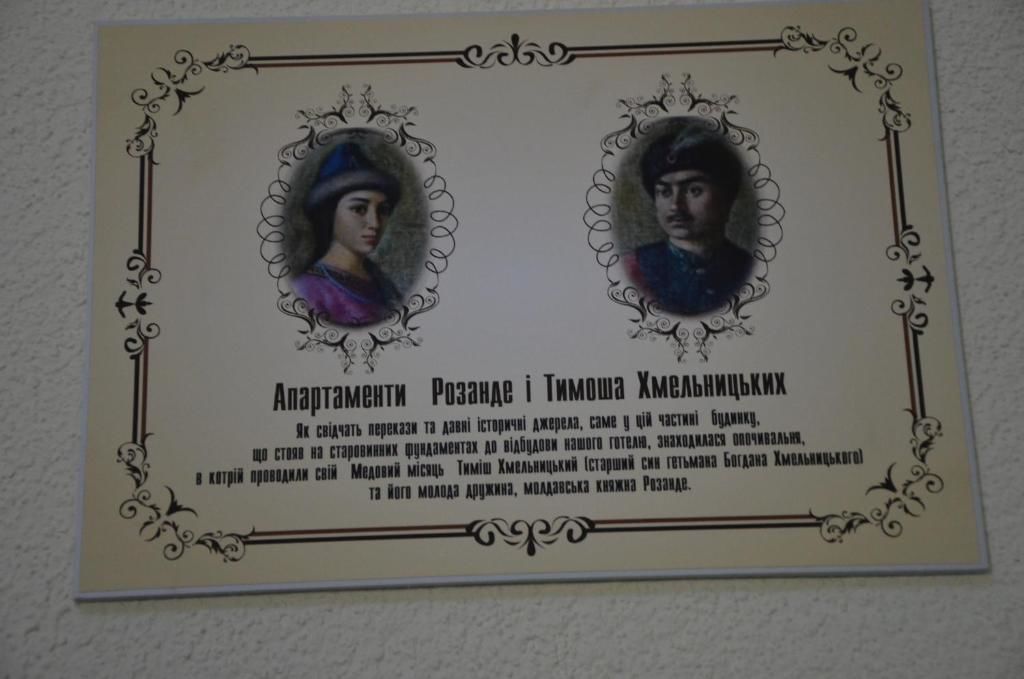 Апартаменти Розанде і Тимоша Хмельницьких
Як свідчать перекази та давні історичні джерела, саме у цій частині будинку,
що стояв на старовинних фундаментах до відбудови нашого готелю, знаходилася опочивальня,
в котрій проводили свій Медовий місяць Тиміш Хмельницький (старший син гетьмана Богдана Хмельницького)
та його молода дружина, молдавська княжна Розанде.